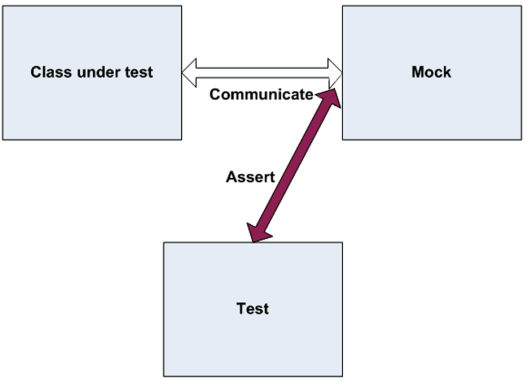 Class under test
Mock
Communicate
Assert
Test